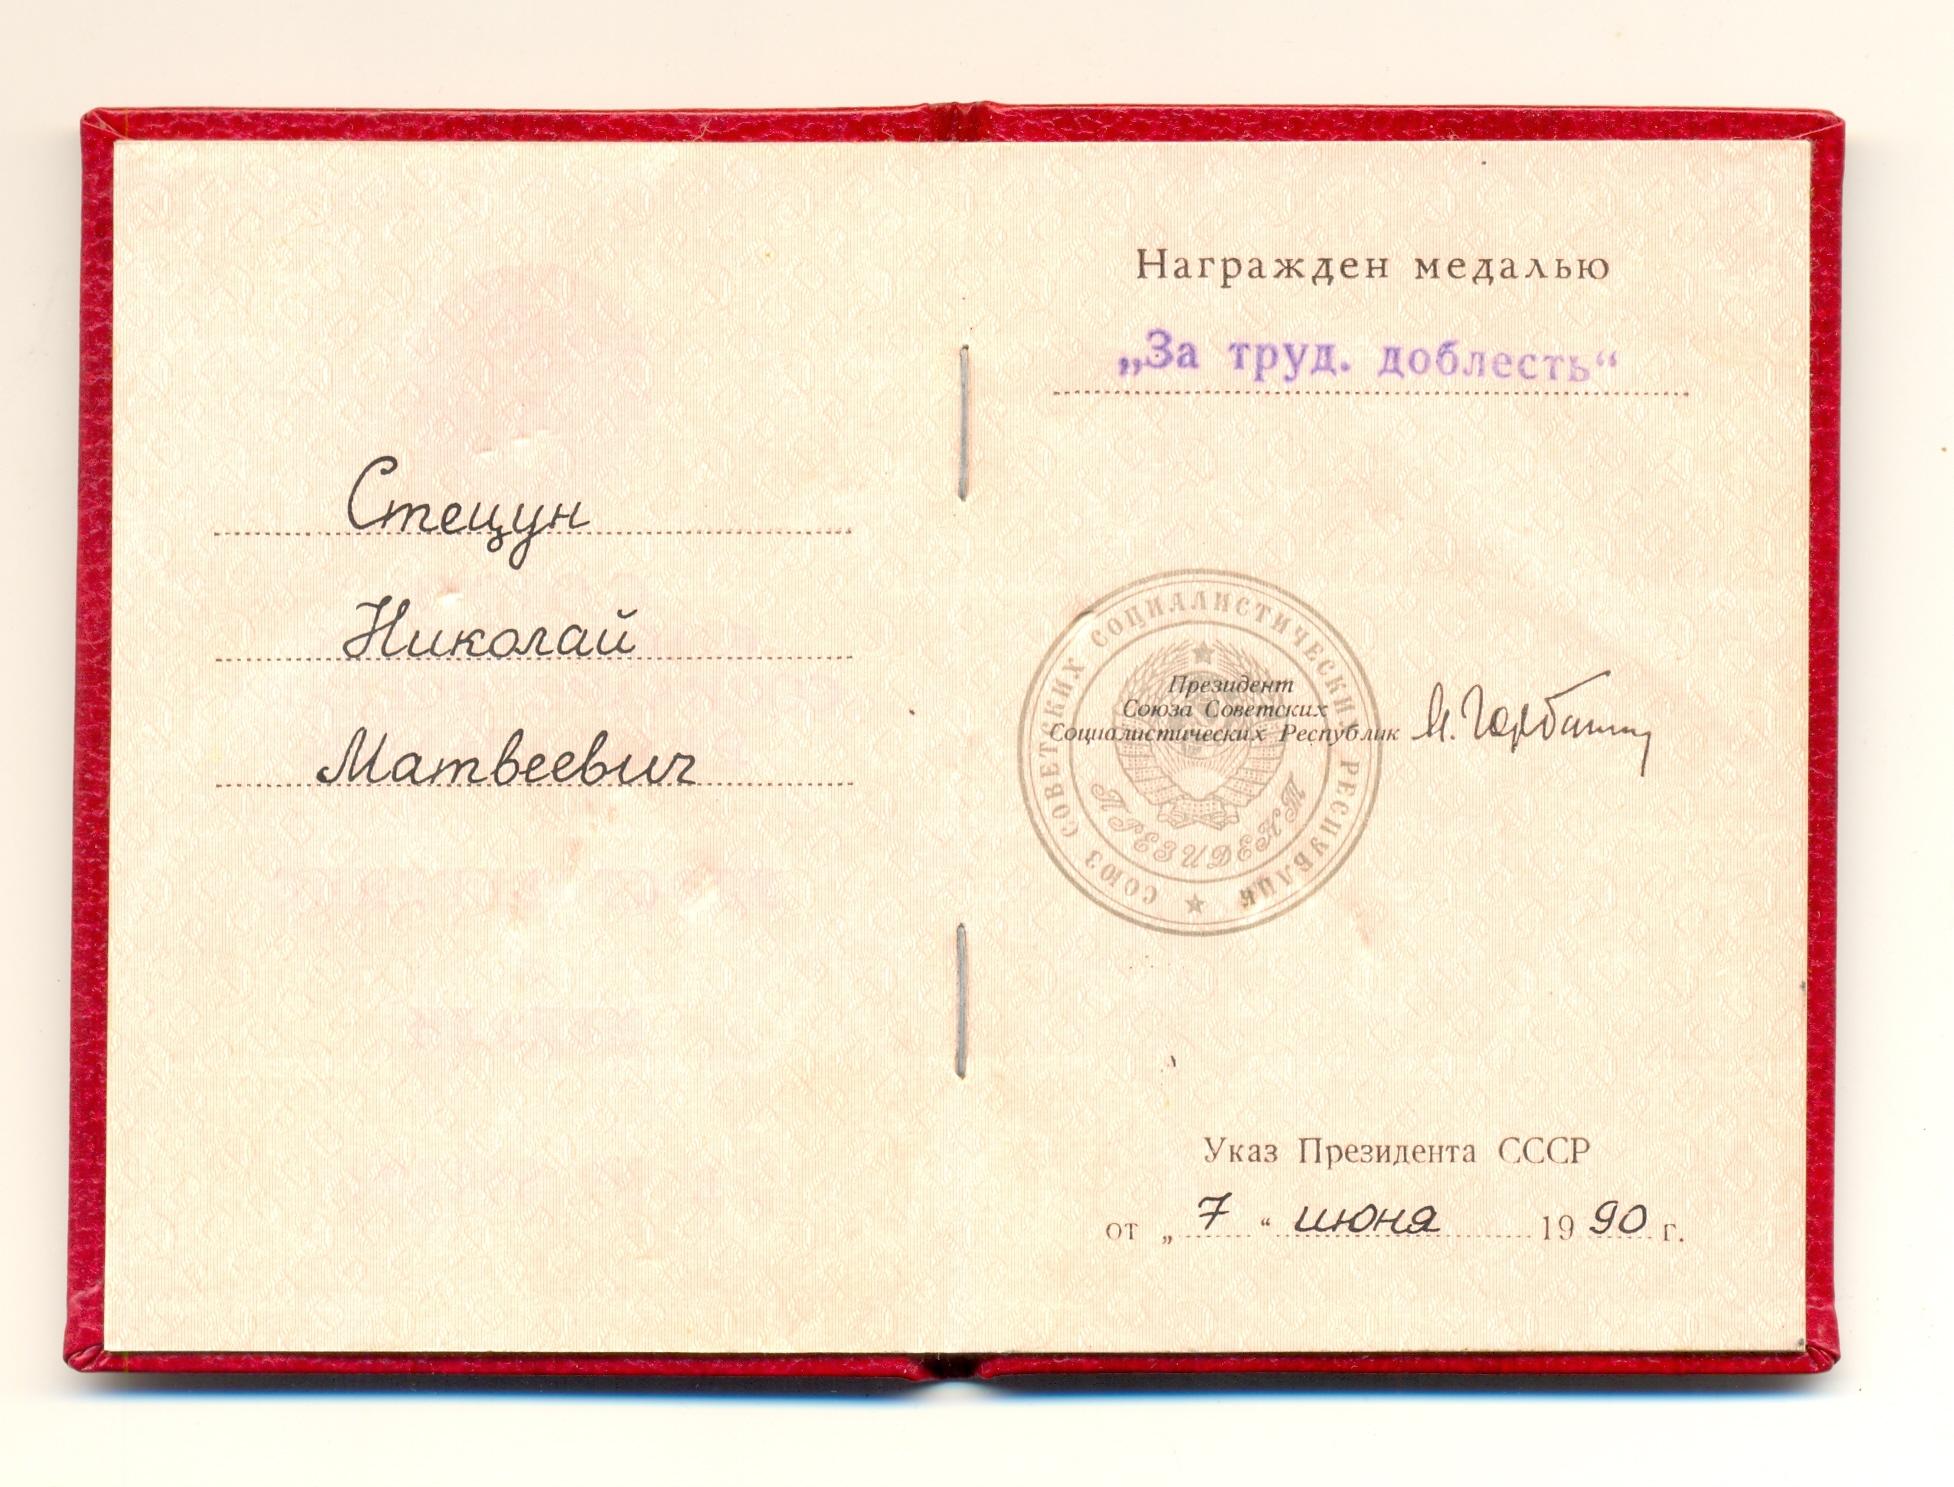 Стецун
Николай
Матвеевич
Награжден медалью
„За труд. доблесть“
СОЮЗ СОВЕТСКИХ СОЦИАЛИСТИЧЕСКИХ РЕСПУБЛИК
ПРЕЗИДЕНТ
Президент
Союза Советских
Социалистических Республик
Указ Президента СССР
от „7“ июня 1990 г.